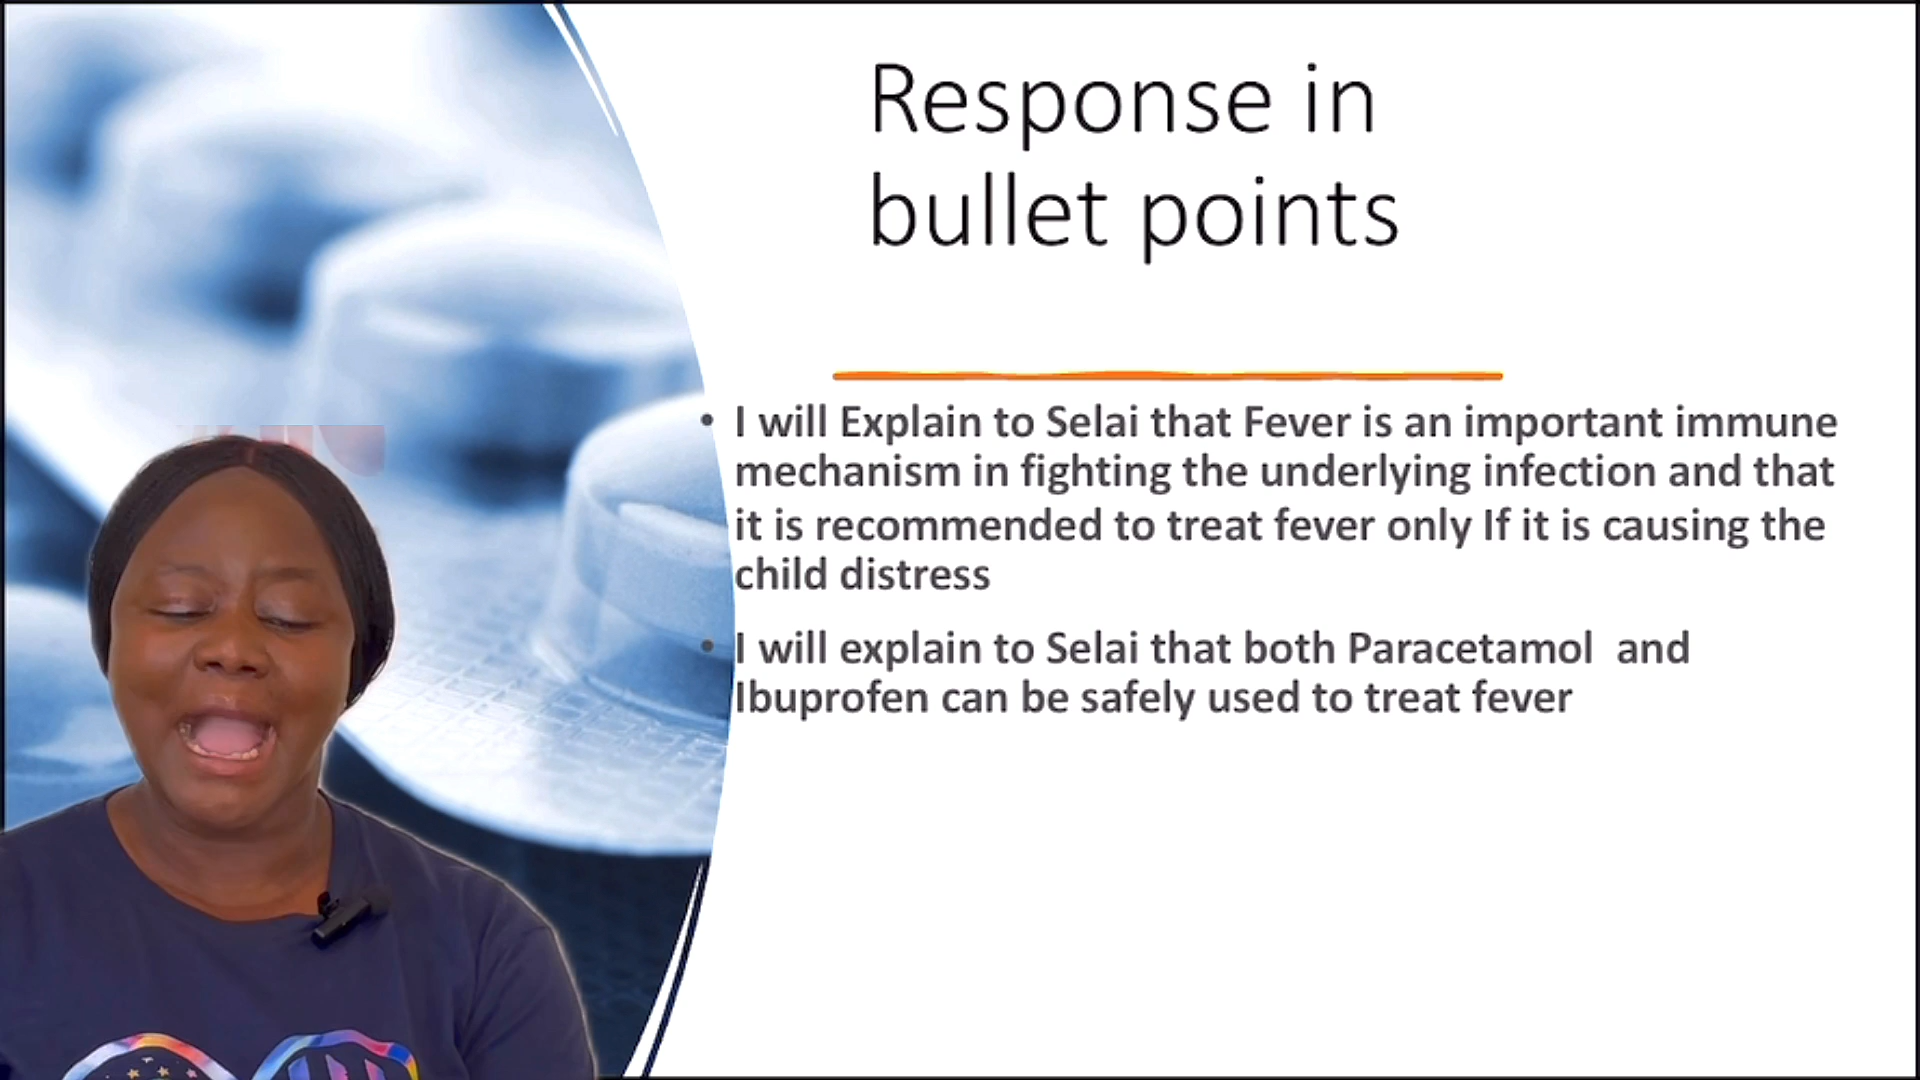 Response in
bullet points
• I will Explain to Selai that Fever is an important immune
mechanism in fighting the underlying infection and that
it is recommended to treat fever only If it is causing the
child distress
• I will explain to Selai that both Paracetamol  and
Ibuprofen can be safely used to treat fever